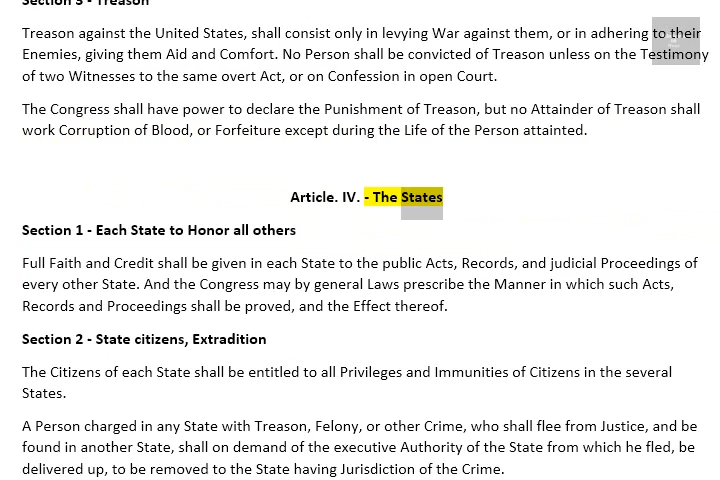 Section 3 - Treason
Treason against the United States, shall consist only in levying War against them, or in adhering to their
Enemies, giving them Aid and Comfort. No Person shall be convicted of Treason unless on the Testimony
of two Witnesses to the same overt Act, or on Confession in open Court.
The Congress shall have power to declare the Punishment of Treason, but no Attainder of Treason shall
work Corruption of Blood, or Forfeiture except during the Life of the Person attainted.
Article. IV. - The States
Section 1 - Each State to Honor all others
Full Faith and Credit shall be given in each State to the public Acts, Records, and judicial Proceedings of
every other State. And the Congress may by general Laws prescribe the Manner in which such Acts,
Records and Proceedings shall be proved, and the Effect thereof.
Section 2 - State citizens, Extradition
The Citizens of each State shall be entitled to all Privileges and Immunities of Citizens in the several
States.
A Person charged in any State with Treason, Felony, or other Crime, who shall flee from Justice, and be
found in another State, shall on demand of the executive Authority of the State from which he fled, be
delivered up, to be removed to the State having Jurisdiction of the Crime.